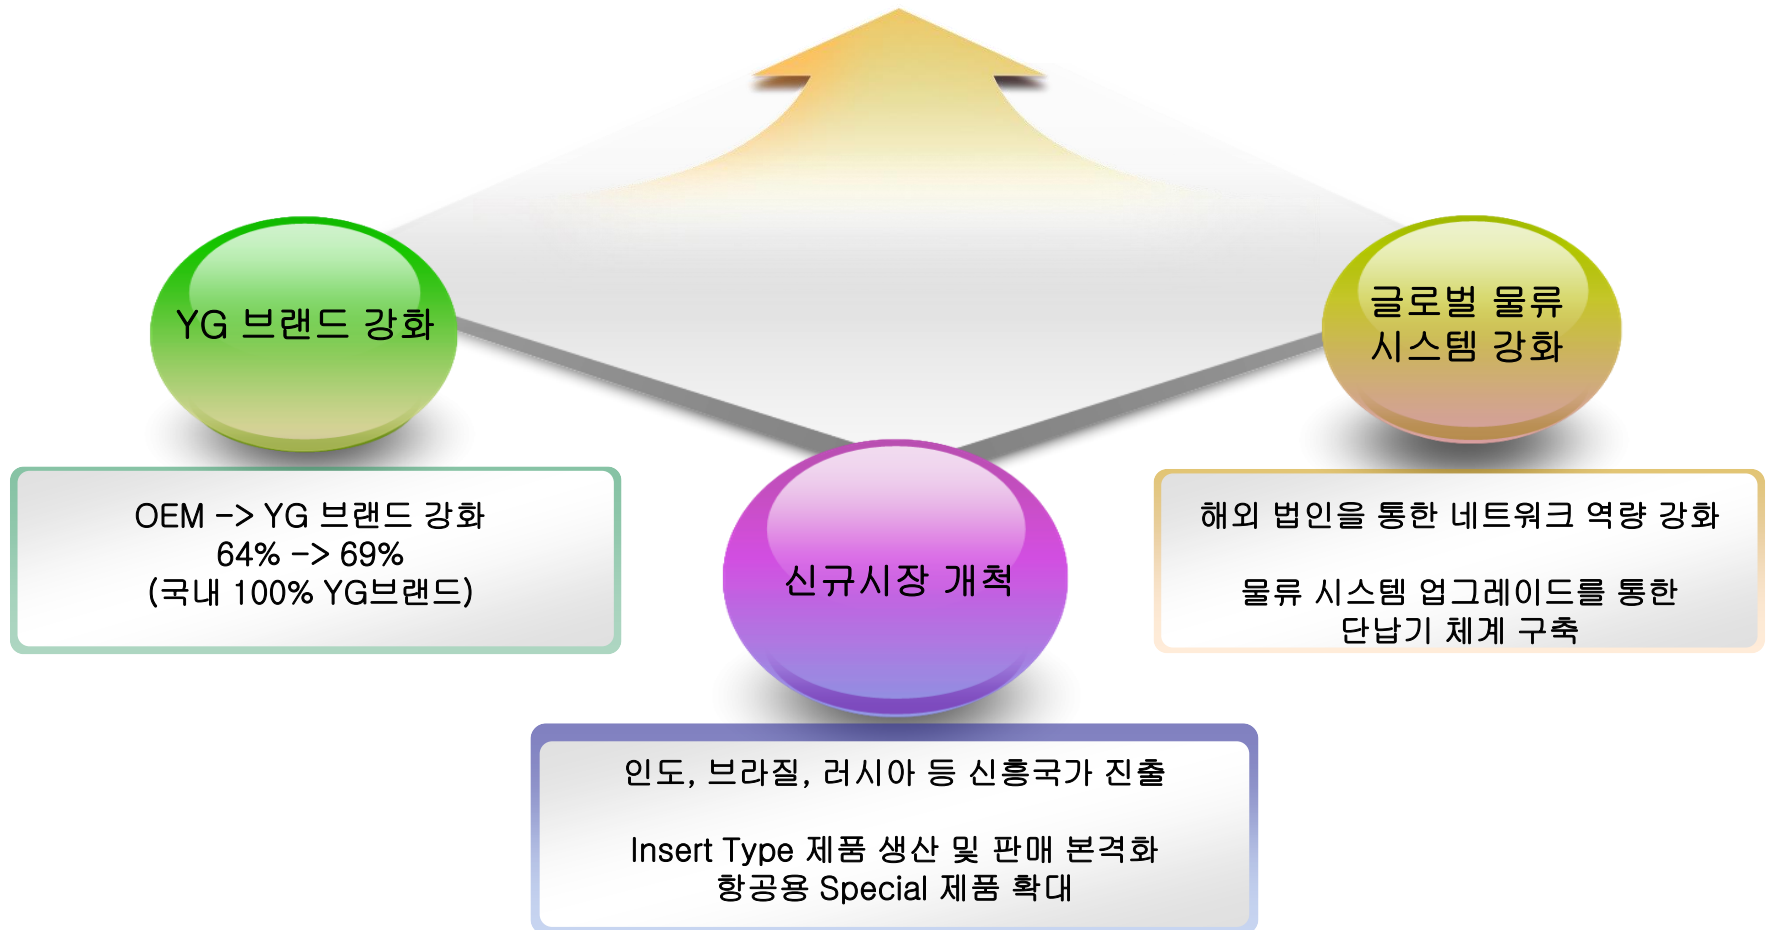 YG 브랜드 강화
글로벌 물류
시스템 강화
OEM -> YG 브랜드 강화
64% -> 69%
(국내 100% YG브랜드)
신규시장 개척
해외 법인을 통한 네트워크 역량 강화
물류 시스템 업그레이드를 통한
단납기 체계 구축
인도, 브라질, 러시아 등 신흥국가 진출
Insert Type 제품 생산 및 판매 본격화
항공용 Special 제품 확대